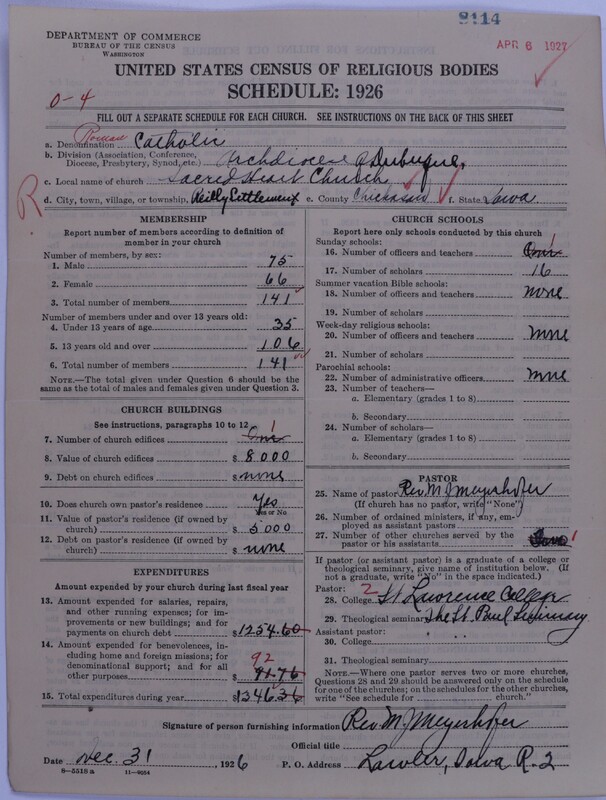 9114
DEPARTMENT OF COMMERCE
BUREAU OF THE CENSUS
WASHINGTON
APR 6 1927
UNITED STATES CENSUS OF RELIGIOUS BODIES
SCHEDULE: 1926
0-4
FILL OUT A SEPARATE SCHEDULE FOR EACH CHURCH. SEE INSTRUCTIONS ON THE BACK OF THIS SHEET
a. Denomination Roman Catholic
b. Division (Association, Conference, Diocese, Presbytery, Synod, etc.) Archdiocese of Dubuque,
c. Local name of church Sacred Heart Church
R
d. City, town, village, or township, Reilly Settlement e. County Chickasaw f. State Iowa
MEMBERSHIP
Report number of members according to definition of
member in your church
Number of members, by sex:
1. Male 75
2. Female 66
3. Total number of members 141
Number of members under and over 13 years old:
4. Under 13 years of age 35
5. 13 years old and over 106
6. Total number of members 141
NOTE.—The total given under Question 6 should be
the same as the total of males and females given under Question 3.
CHURCH BUILDINGS
See instructions, paragraphs 10 to 12
7. Number of church edifices One 1
8. Value of church edifices $ 8000
9. Debt on church edifices $ none
10. Does church own pastor's residence Yes
Yes or No
11. Value of pastor's residence (if owned by
church) $ 5000
12. Debt on pastor's residence (if owned by
church) $ none
EXPENDITURES
Amount expended by your church during last fiscal year
13. Amount expended for salaries, repairs,
and other running expenses; for im-
provements or new buildings; and for
payments on church debt $ 1254.60
14. Amount expended for benevolences,
including home and foreign missions; for
denominational support; and for all
other purposes $ 92 91.76
15. Total expenditures during year $ 1346.36
CHURCH SCHOOLS
Report here only schools conducted by this church
Sunday schools:
16. Number of officers and teachers One 1
17. Number of scholars 16
Summer vacation Bible schools:
18. Number of officers and teachers none
19. Number of scholars
Week-day religious schools:
20. Number of officers and teachers none
21. Number of scholars
Parochial schools:
22. Number of administrative officers none
23. Number of teachers—
a. Elementary (grades 1 to 8)
b. Secondary
24. Number of scholars—
a. Elementary (grades 1 to 8)
b. Secondary
PASTOR
25. Name of pastor Rev. M J Meyerhofer
(If church has no pastor, write "None")
26. Number of ordained ministers, if any, em-
ployed as assistant pastors
27. Number of other churches served by the
pastor or his assistants 1
If pastor (or assistant pastor) is a graduate of a college or
theological seminary, give name of institution below. (If
not a graduate, write "No" in the space indicated.)
Pastor:
28. College 2 St Lawrence College
29. Theological seminary The St. Paul Seminary
Assistant pastor:
30. College
31. Theological seminary
NOTE.—Where one pastor serves two or more churches,
Questions 28 and 29 should be answered only on the schedule
for one of the churches; on the schedules for the other churches,
write "See schedule for church."
Signature of person furnishing information Rev. M J Meyerhofer
Official title
Date Dec. 31, 1926 P. O. Address Lawler, Iowa R. 2
8—5518 a 11—9554